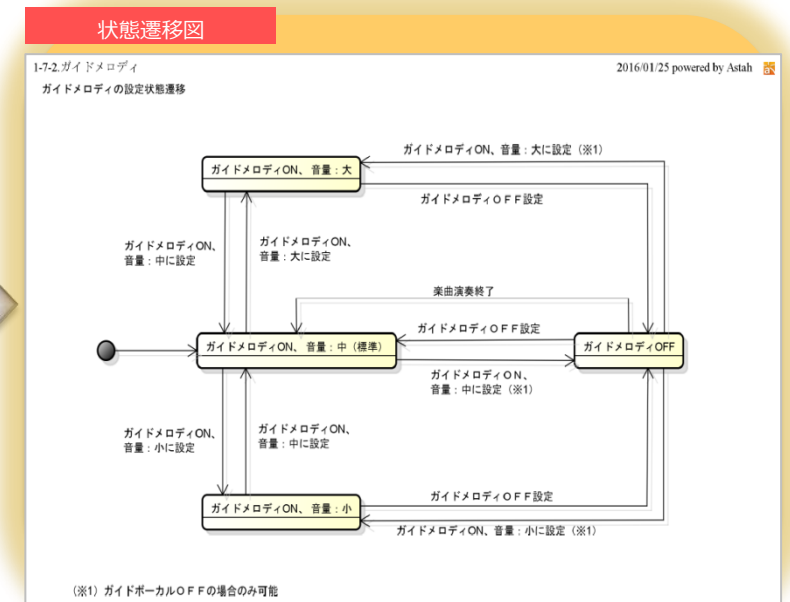 状態遷移図
1-7-2.ガイドメロディ
2016/01/25 powered by Astah
ガイドメロディの設定状態遷移
ガイドメロディON、音量：大に設定（※1）
ガイドメロディON、 音量：大
ガイドメロディＯＦＦ設定
ガイドメロディON、
音量：中に設定
ガイドメロディON、
音量：大に設定
楽曲演奏終了
ガイドメロディＯＦＦ設定
ガイドメロディON、 音量：中（標準）
ガイドメロディOFF
ガイドメロディＯＮ、
音量：中に設定（※1）
ガイドメロディON、
音量：小に設定
ガイドメロディON、
音量：中に設定
ガイドメロディＯＦＦ設定
ガイドメロディON、 音量：小
ガイドメロディON、音量：小に設定（※1）
（※1）ガイドボーカルＯＦＦの場合のみ可能